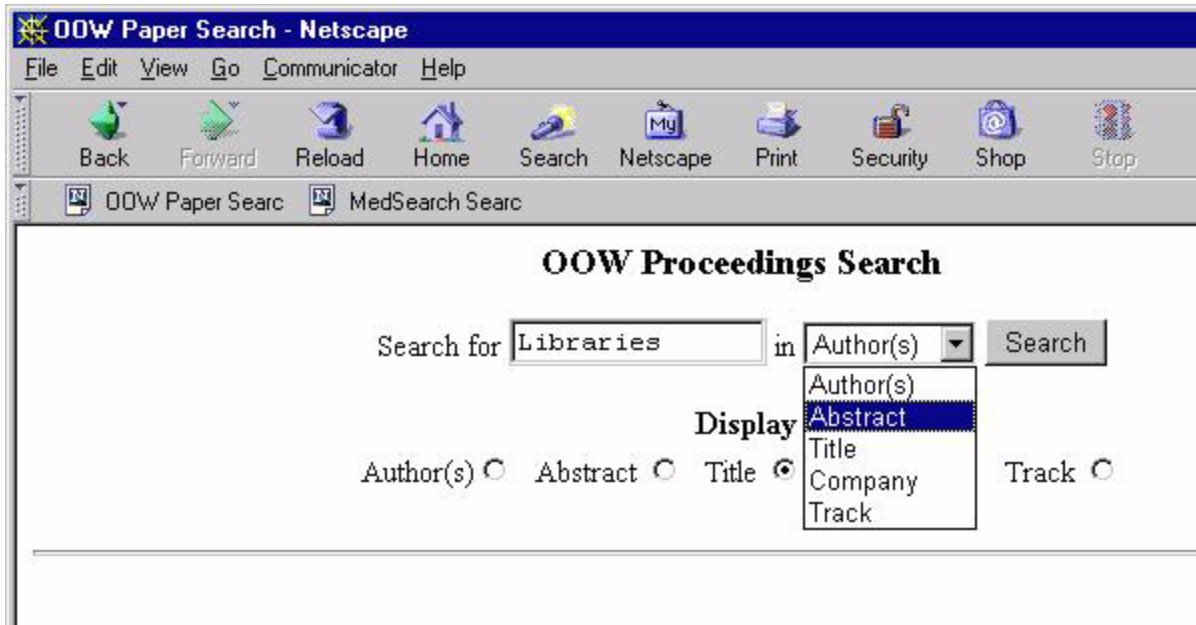 OOW Paper Search - Netscape
File Edit View Go Communicator Help
Back Forward Reload Home Search Netscape Print Security Shop Stop
OOW Paper Searc MedSearch Searc
OOW Proceedings Search
Search for Libraries in Author(s) Search
Author(s)
Abstract
Title
Company
Track
Display
Author(s) Abstract Title Track